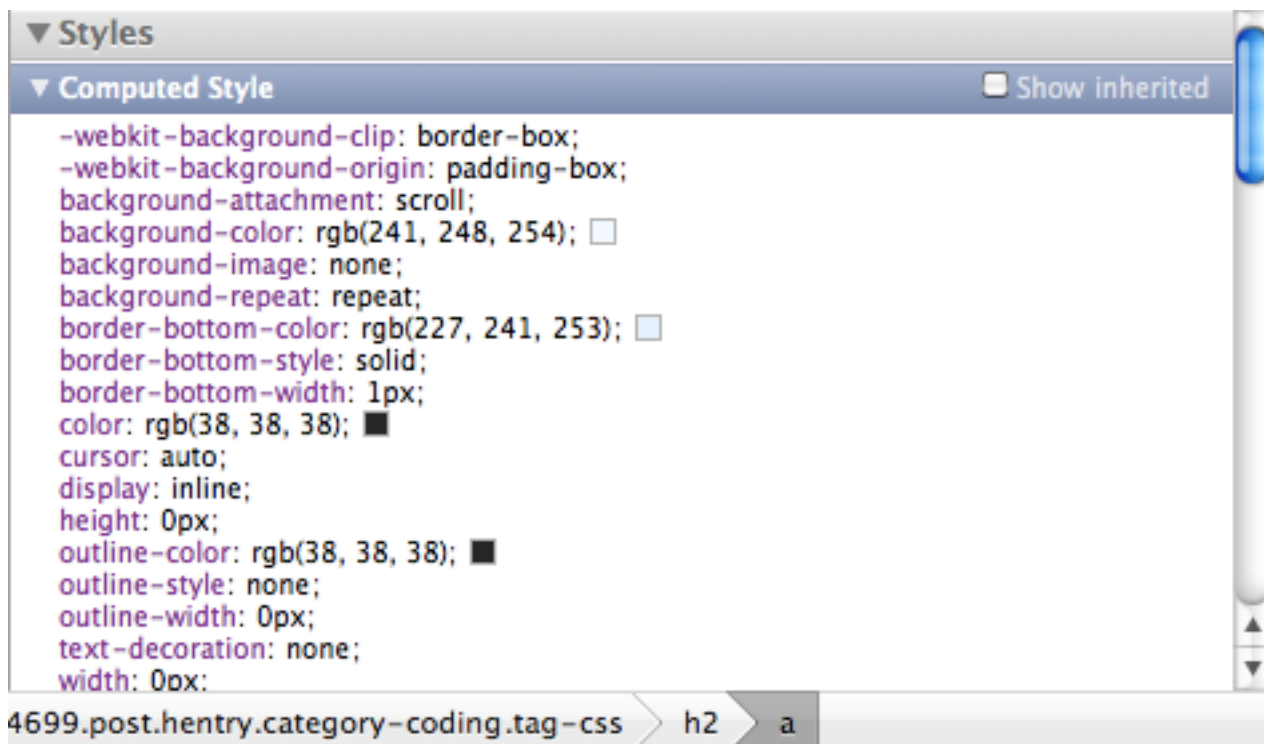 Styles
Computed Style Show inherited
-webkit-background-clip: border-box;
-webkit-background-origin: padding-box;
background-attachment: scroll;
background-color: rgb(241, 248, 254);
background-image: none;
background-repeat: repeat;
border-bottom-color: rgb(227, 241, 253);
border-bottom-style: solid;
border-bottom-width: 1px;
color: rgb(38, 38, 38);
cursor: auto;
display: inline;
height: 0px;
outline-color: rgb(38, 38, 38);
outline-style: none;
outline-width: 0px;
text-decoration: none;
width: 0px;
4699.post.hentry.category-coding.tag-css h2 a